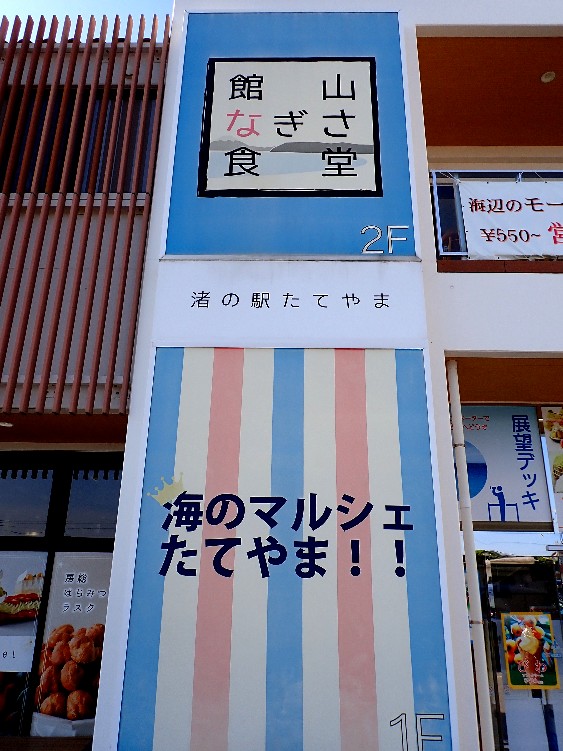 館山
なぎさ
食堂
2F
海辺のモー
¥550~ 営
渚の駅たてやま
海のマルシェ
たてやま！！
1F
展望デッキ
房総
はちみつ
ラスク